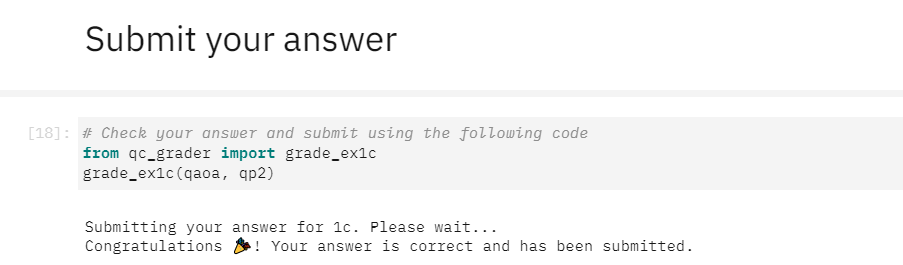 Submit your answer
[18]: # Check your answer and submit using the following code
from qc_grader import grade_ex1c
grade_ex1c(qaoa, qp2)
Submitting your answer for 1c. Please wait...
Congratulations 🎉! Your answer is correct and has been submitted.